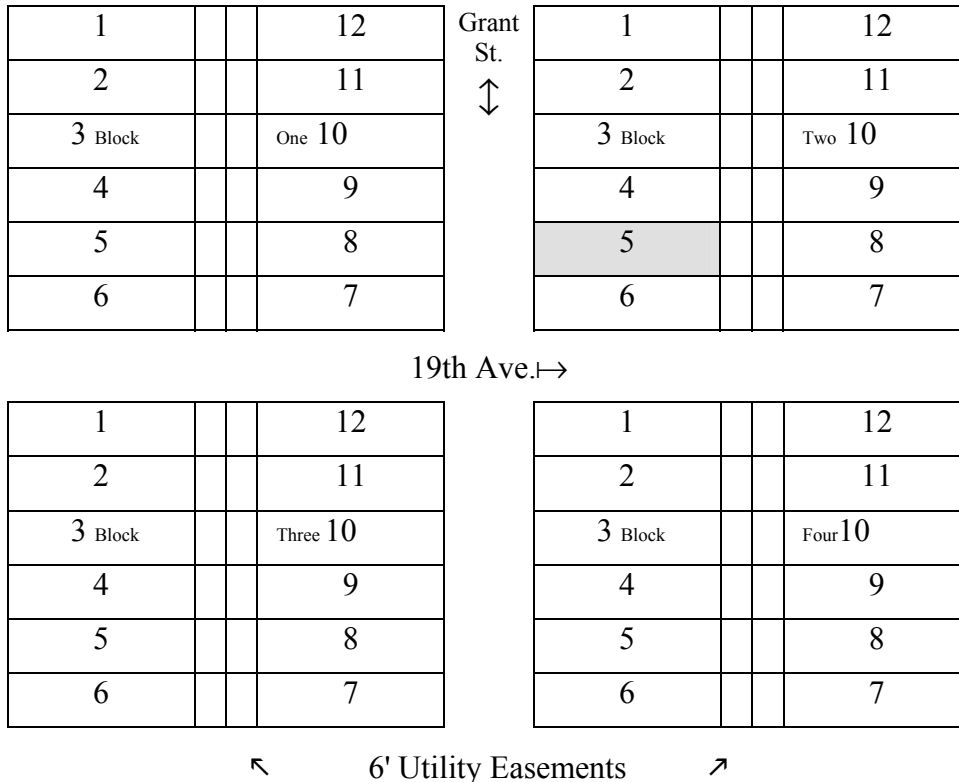 1 12 Grant St. 1 12
2 11 ↕ 2 11
3 Block One 10 3 Block Two 10
4 9 4 9
5 8 5 8
6 7 6 7
19th Ave.↦
1 12 1 12
2 11 2 11
3 Block Three 10 3 Block Four 10
4 9 4 9
5 8 5 8
6 7 6 7
↖ 6' Utility Easements ↗